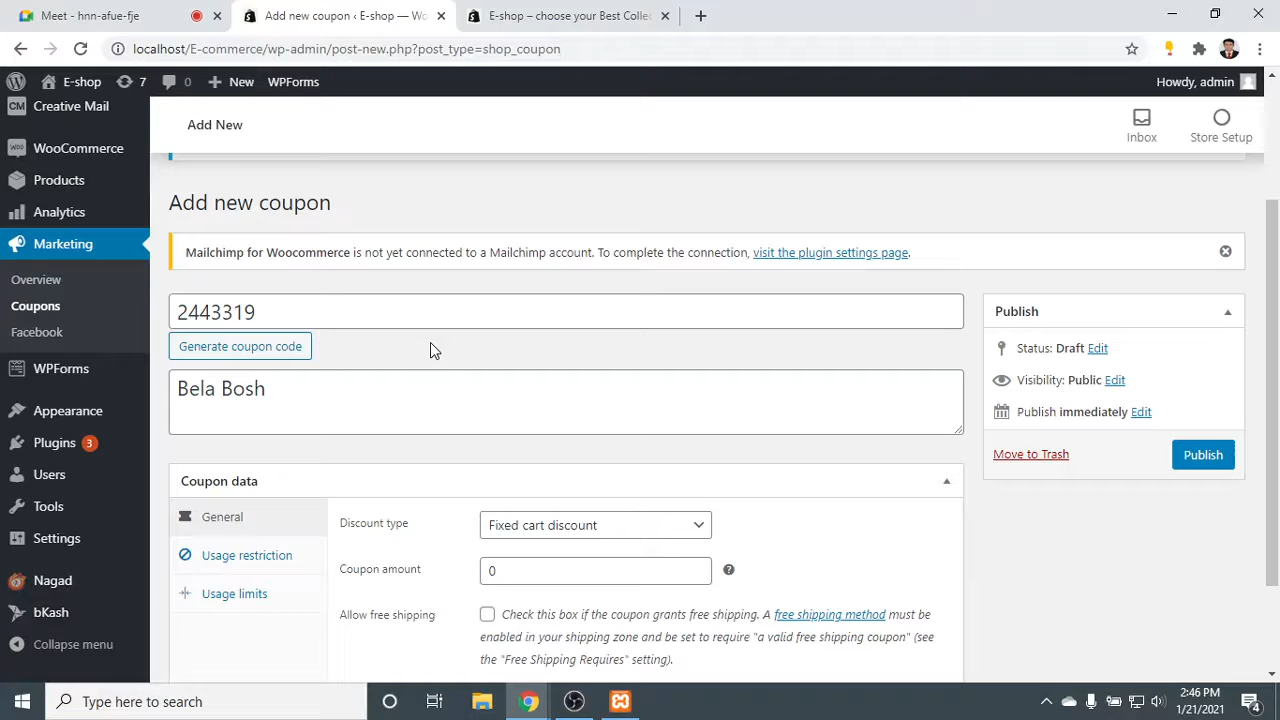 Meet - hnn-afue-fje
Add new coupon ‹ E-shop — Wo
E-shop – choose your Best Collec
localhost/E-commerce/wp-admin/post-new.php?post_type=shop_coupon
E-shop
7
0
New
WPForms
Howdy, admin
CM
Creative Mail
WooCommerce
Products
Analytics
Marketing
Overview
Coupons
Facebook
WPForms
Appearance
Plugins 3
Users
Tools
Settings
Nagad
bKash
Collapse menu
Add New
Inbox
Store Setup
Add new coupon
Mailchimp for Woocommerce is not yet connected to a Mailchimp account. To complete the connection, visit the plugin settings page.
2443319
Generate coupon code
Bela Bosh
Publish
Status: Draft Edit
Visibility: Public Edit
Publish immediately Edit
Move to Trash
Publish
Coupon data
General
Usage restriction
Usage limits
Discount type
Fixed cart discount
Coupon amount
0
Allow free shipping
Check this box if the coupon grants free shipping. A free shipping method must be
enabled in your shipping zone and be set to require "a valid free shipping coupon" (see
the "Free Shipping Requires" setting).
Type here to search
2:46 PM
1/21/2021
4